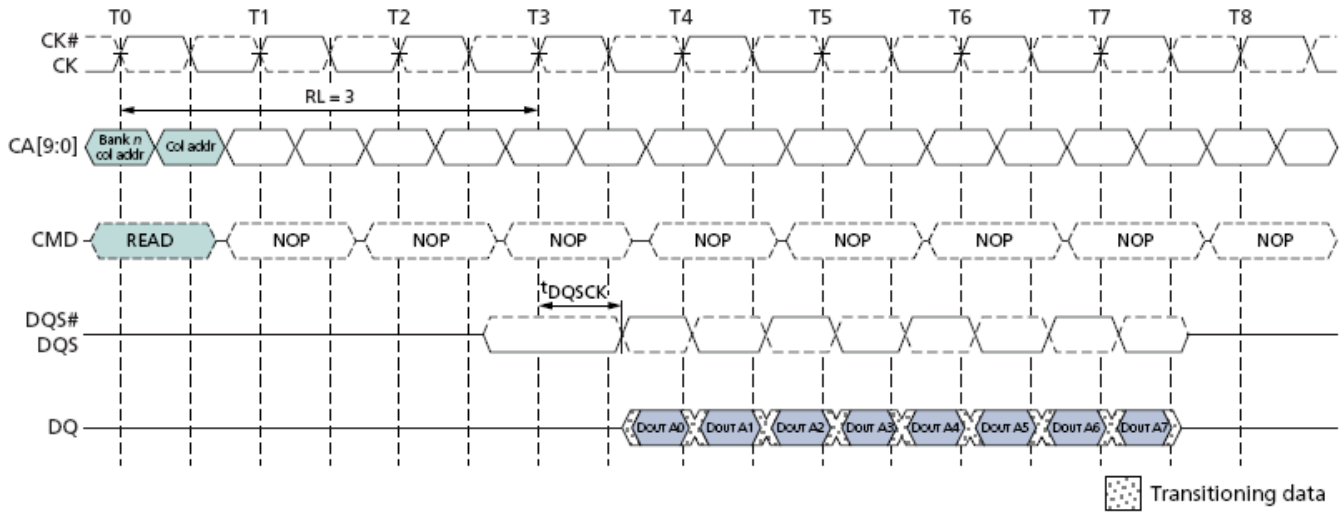 T0 T1 T2 T3 T4 T5 T6 T7 T8
CK#
CK
RL = 3
CA[9:0] Bank n col addr Col addr
CMD READ NOP NOP NOP NOP NOP NOP NOP NOP
tDQSCK
DQS#
DQS
DQ DOUT A0 DOUT A1 DOUT A2 DOUT A3 DOUT A4 DOUT A5 DOUT A6 DOUT A7
Transitioning data